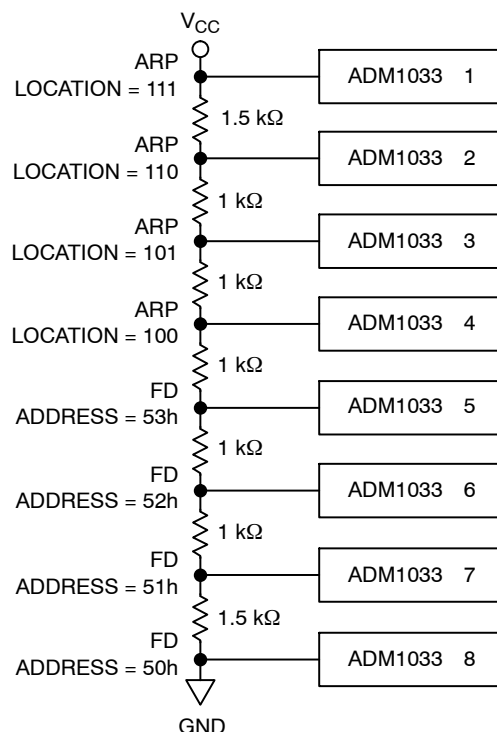 VCC
ARP
LOCATION = 111
ADM1033 1
1.5 kΩ
ARP
LOCATION = 110
ADM1033 2
1 kΩ
ARP
LOCATION = 101
ADM1033 3
1 kΩ
ARP
LOCATION = 100
ADM1033 4
1 kΩ
FD
ADDRESS = 53h
ADM1033 5
1 kΩ
FD
ADDRESS = 52h
ADM1033 6
1 kΩ
FD
ADDRESS = 51h
ADM1033 7
1.5 kΩ
FD
ADDRESS = 50h
ADM1033 8
GND